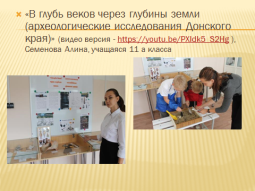 «В глубь веков через глубины земли
(археологические исследования Донского
края)» (видео версия - https://youtu.be/PXldk5_S2Hg ),
Семенова Алина, учащаяся 11 а класса